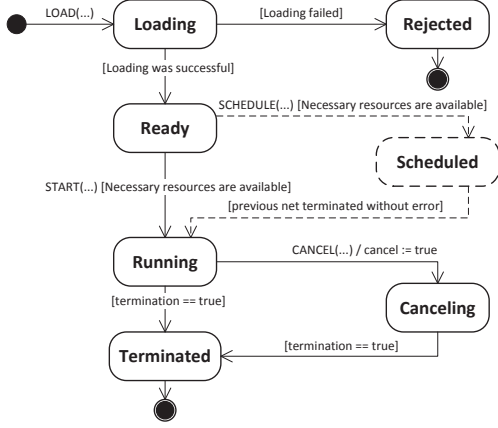 LOAD(...)
Loading
[Loading failed]
Rejected
[Loading was successful]
SCHEDULE(...) [Necessary resources are available]
Ready
Scheduled
START(...) [Necessary resources are available]
[previous net terminated without error]
Running
CANCEL(...) / cancel := true
[termination == true]
Canceling
Terminated
[termination == true]